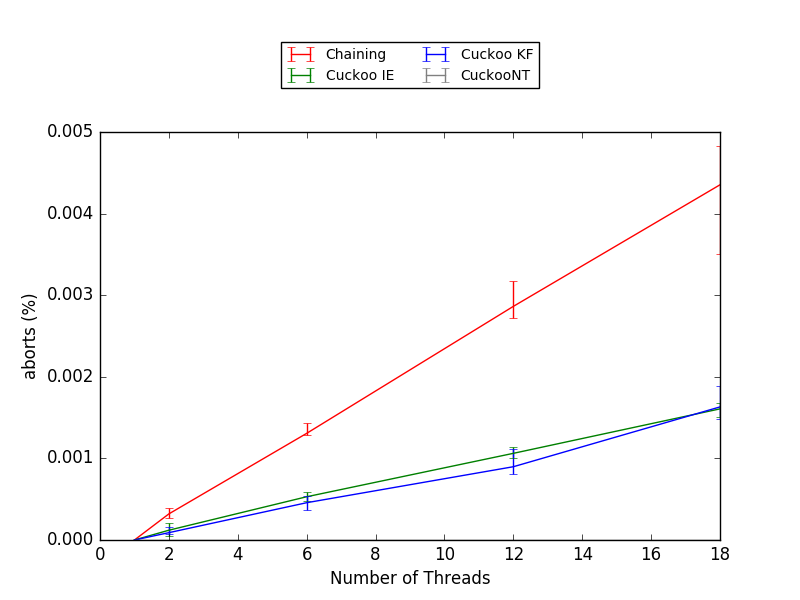 Chaining Cuckoo KF
Cuckoo IE CuckooNT
0.005
0.004
0.003
0.002
0.001
0.000
aborts (%)
0 2 4 6 8 10 12 14 16 18
Number of Threads